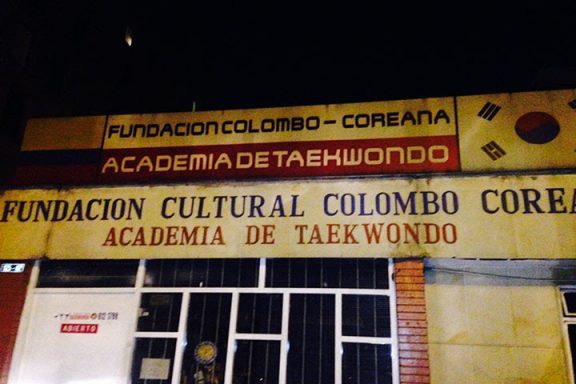 FUNDACION COLOMBO - COREANA
ACADEMIA DE TAEKWONDO
FUNDACION CULTURAL COLOMBO COREA
ACADEMIA DE TAEKWONDO
ABIERTO